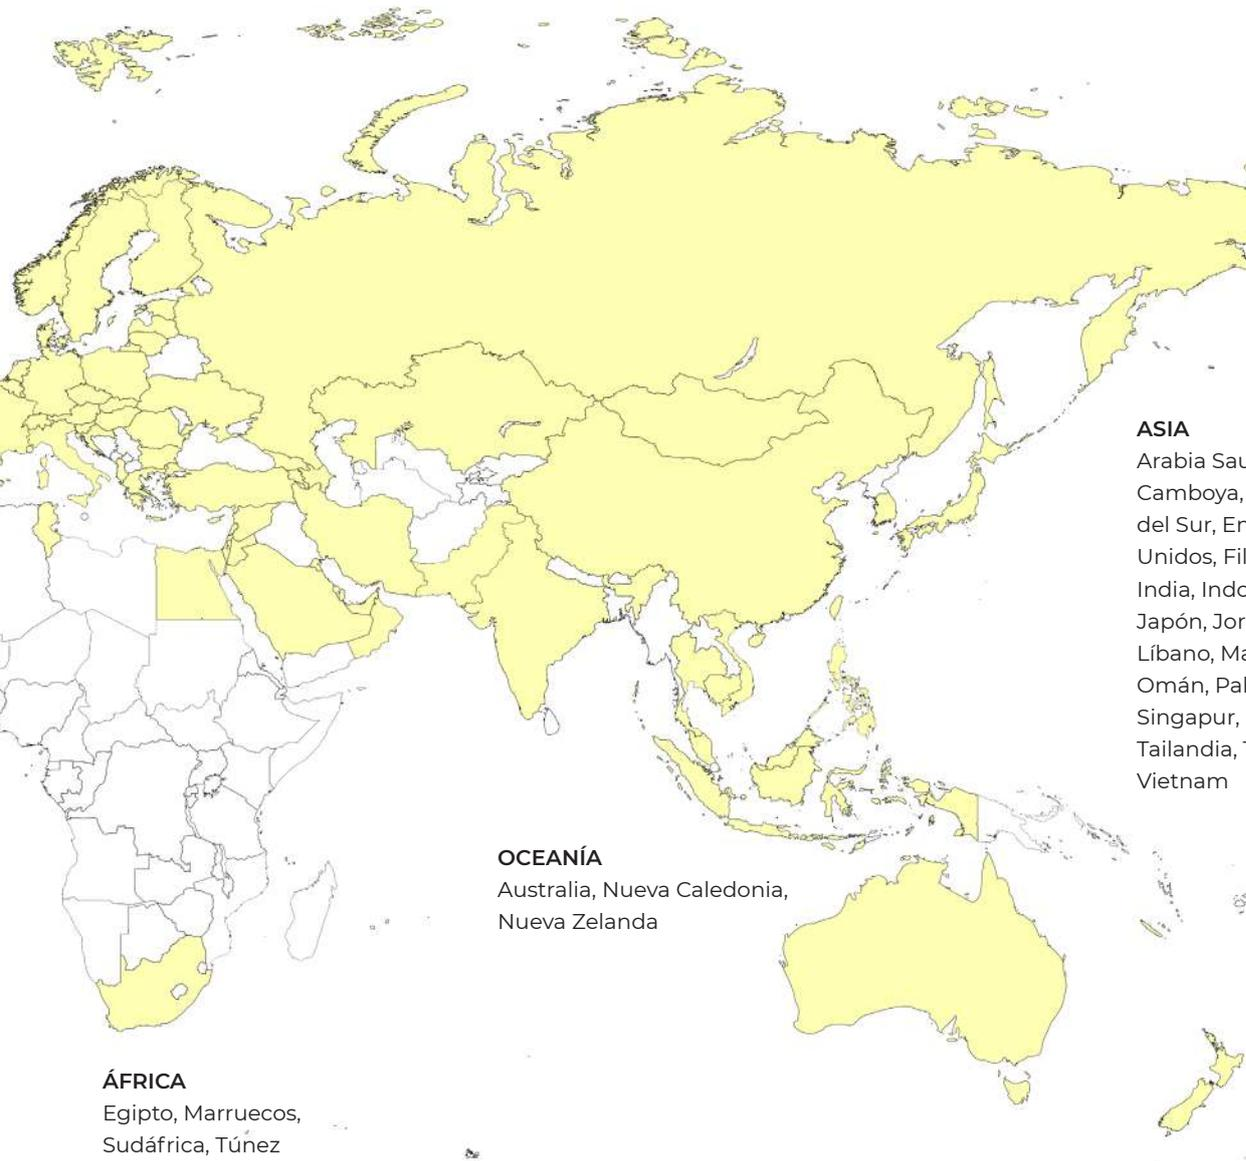 ASIA
Arabia Sau
Camboya,
del Sur, Em
Unidos, Fil
India, Indo
Japón, Jor
Líbano, Ma
Omán, Pal
Singapur,
Tailandia, T
Vietnam
OCEANÍA
Australia, Nueva Caledonia,
Nueva Zelanda
ÁFRICA
Egipto, Marruecos,
Sudáfrica, Túnez